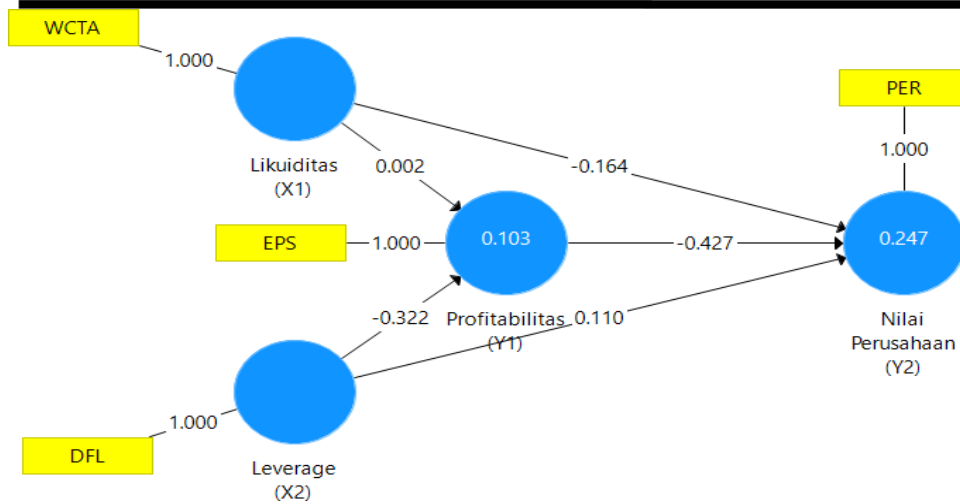 WCTA
1.000
Likuiditas
(X1)
0.002
-0.164
PER
1.000
EPS
1.000
0.103
-0.427
0.247
-0.322
Profitabilitas
(Y1)
0.110
Nilai
Perusahaan
(Y2)
1.000
DFL
Leverage
(X2)